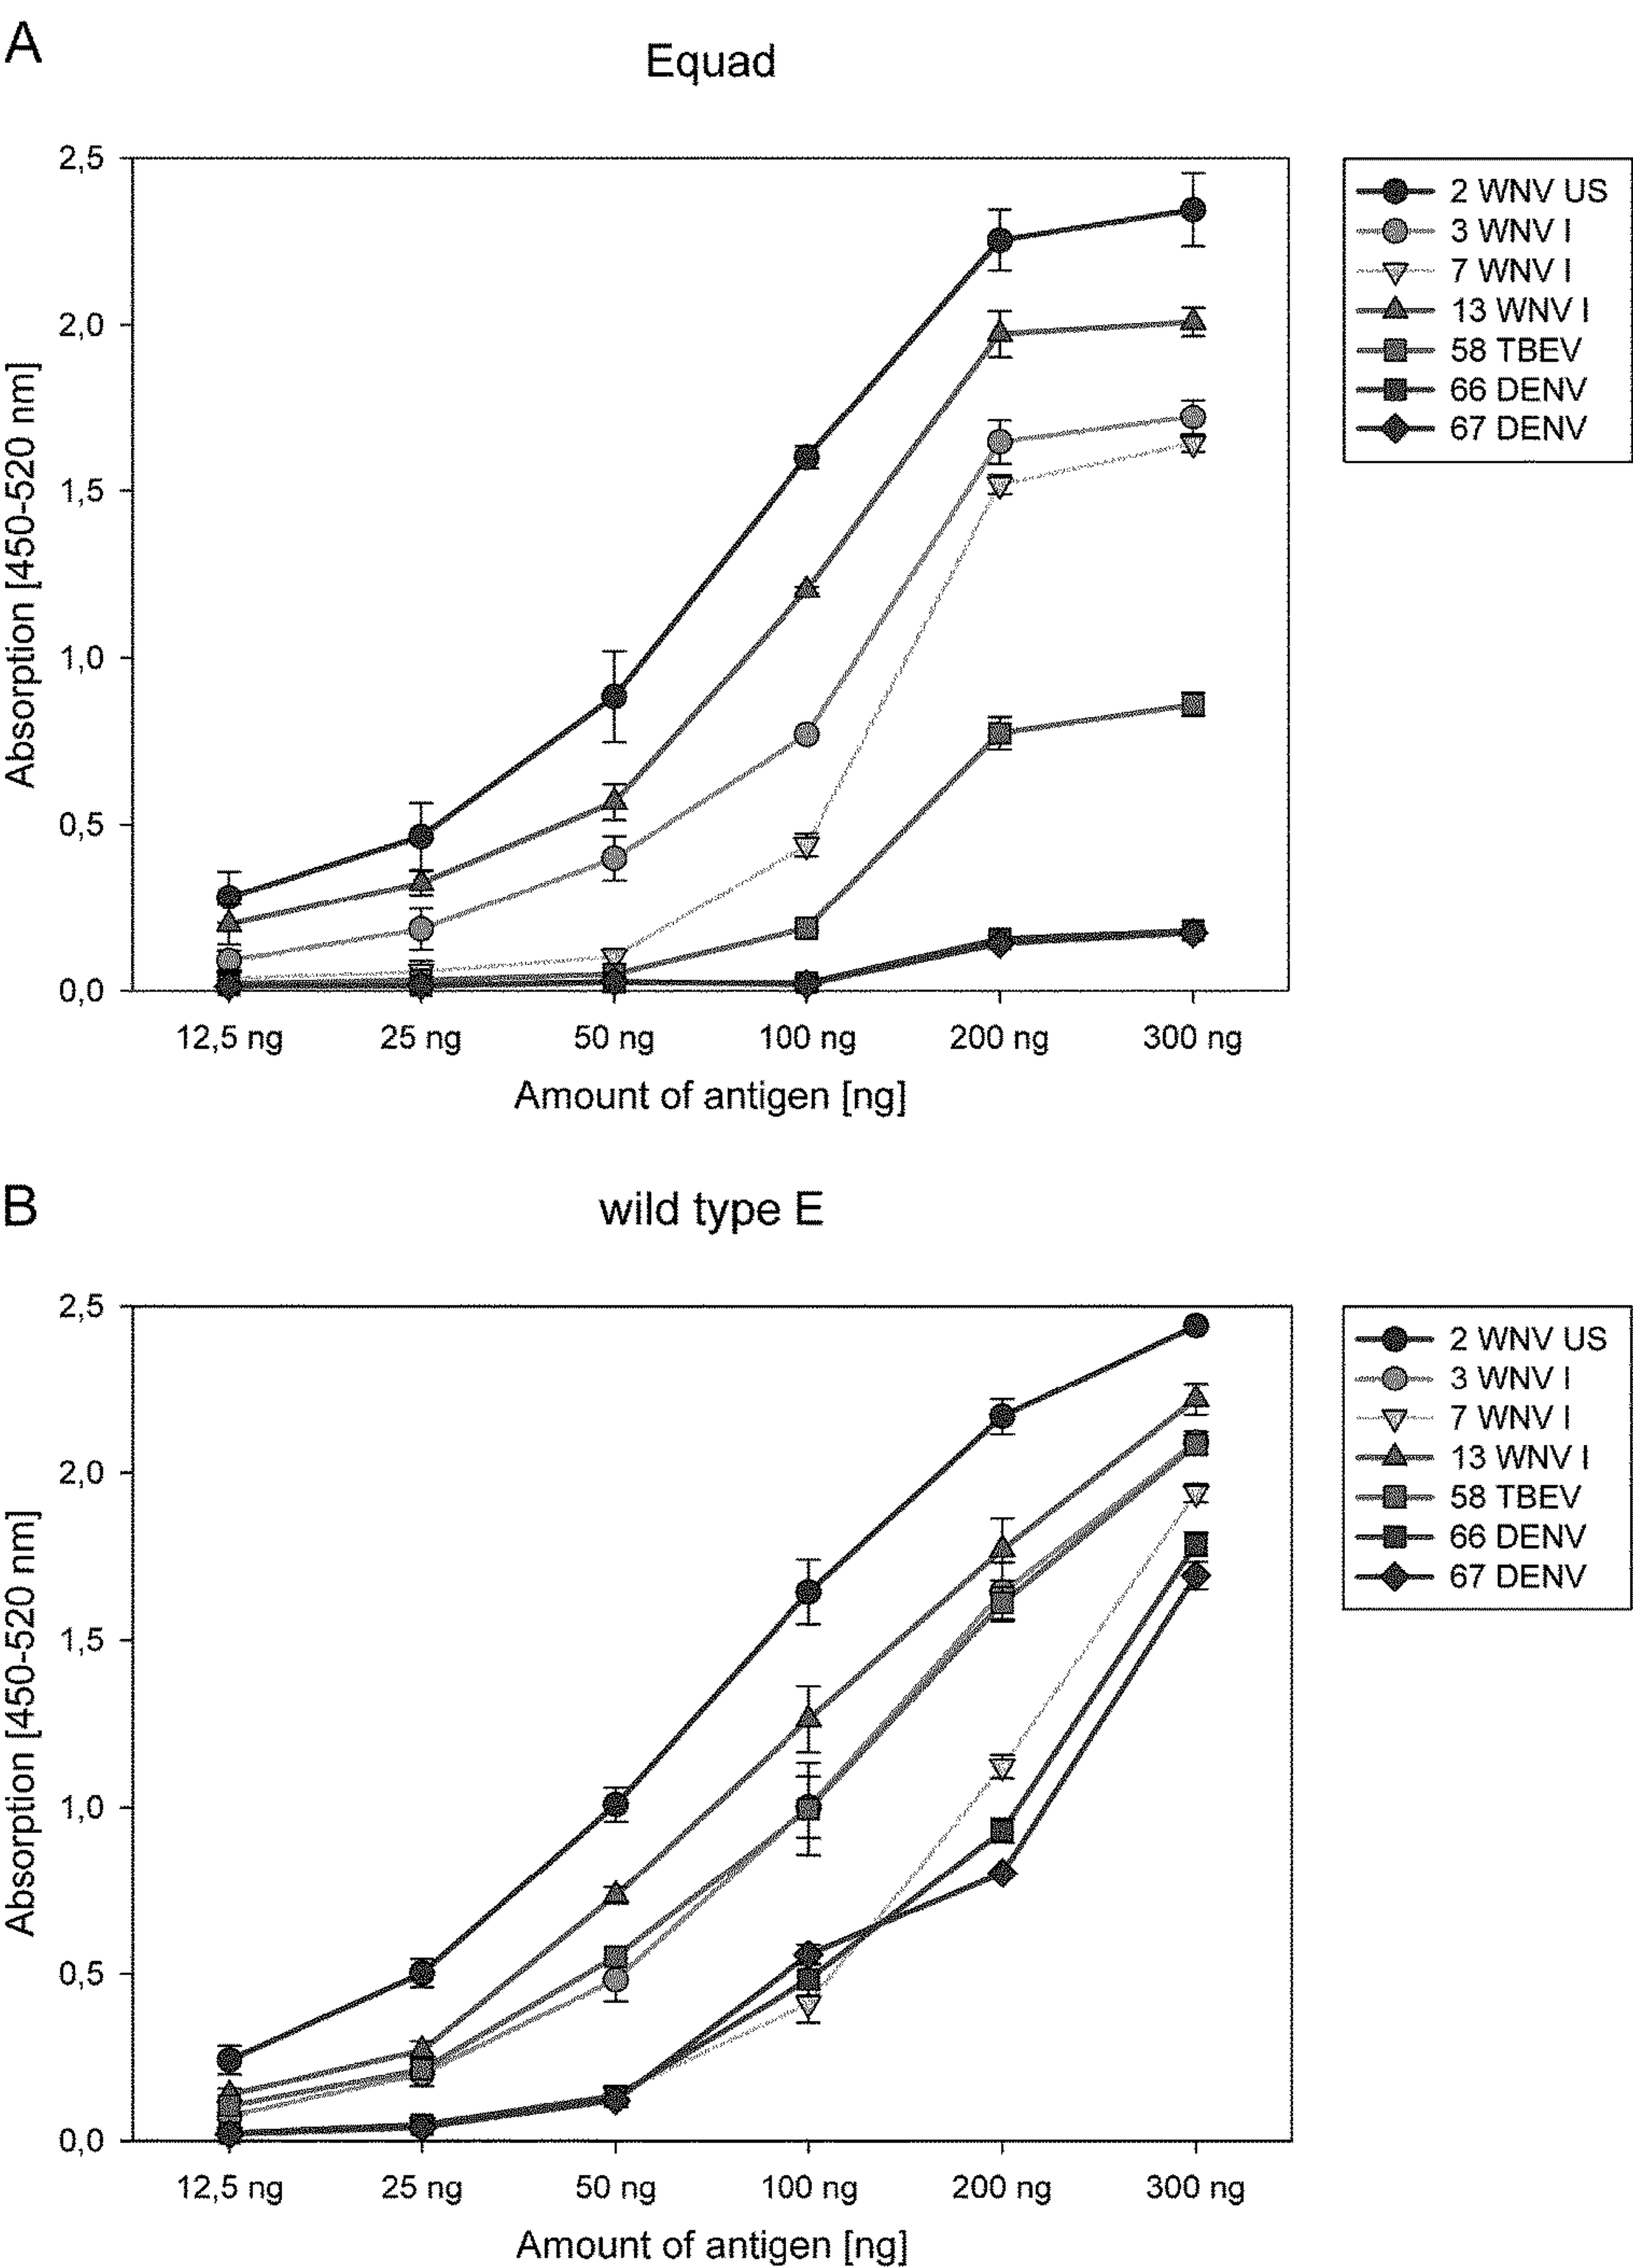 A
Equad
2,5
2,0
1,5
1,0
0,5
0,0
Absorption [450-520 nm]
12,5 ng 25 ng 50 ng 100 ng 200 ng 300 ng
Amount of antigen [ng]
2 WNV US
3 WNV I
7 WNV I
13 WNV I
58 TBEV
66 DENV
67 DENV
B
wild type E
2,5
2,0
1,5
1,0
0,5
0,0
Absorption [450-520 nm]
12,5 ng 25 ng 50 ng 100 ng 200 ng 300 ng
Amount of antigen [ng]
2 WNV US
3 WNV I
7 WNV I
13 WNV I
58 TBEV
66 DENV
67 DENV